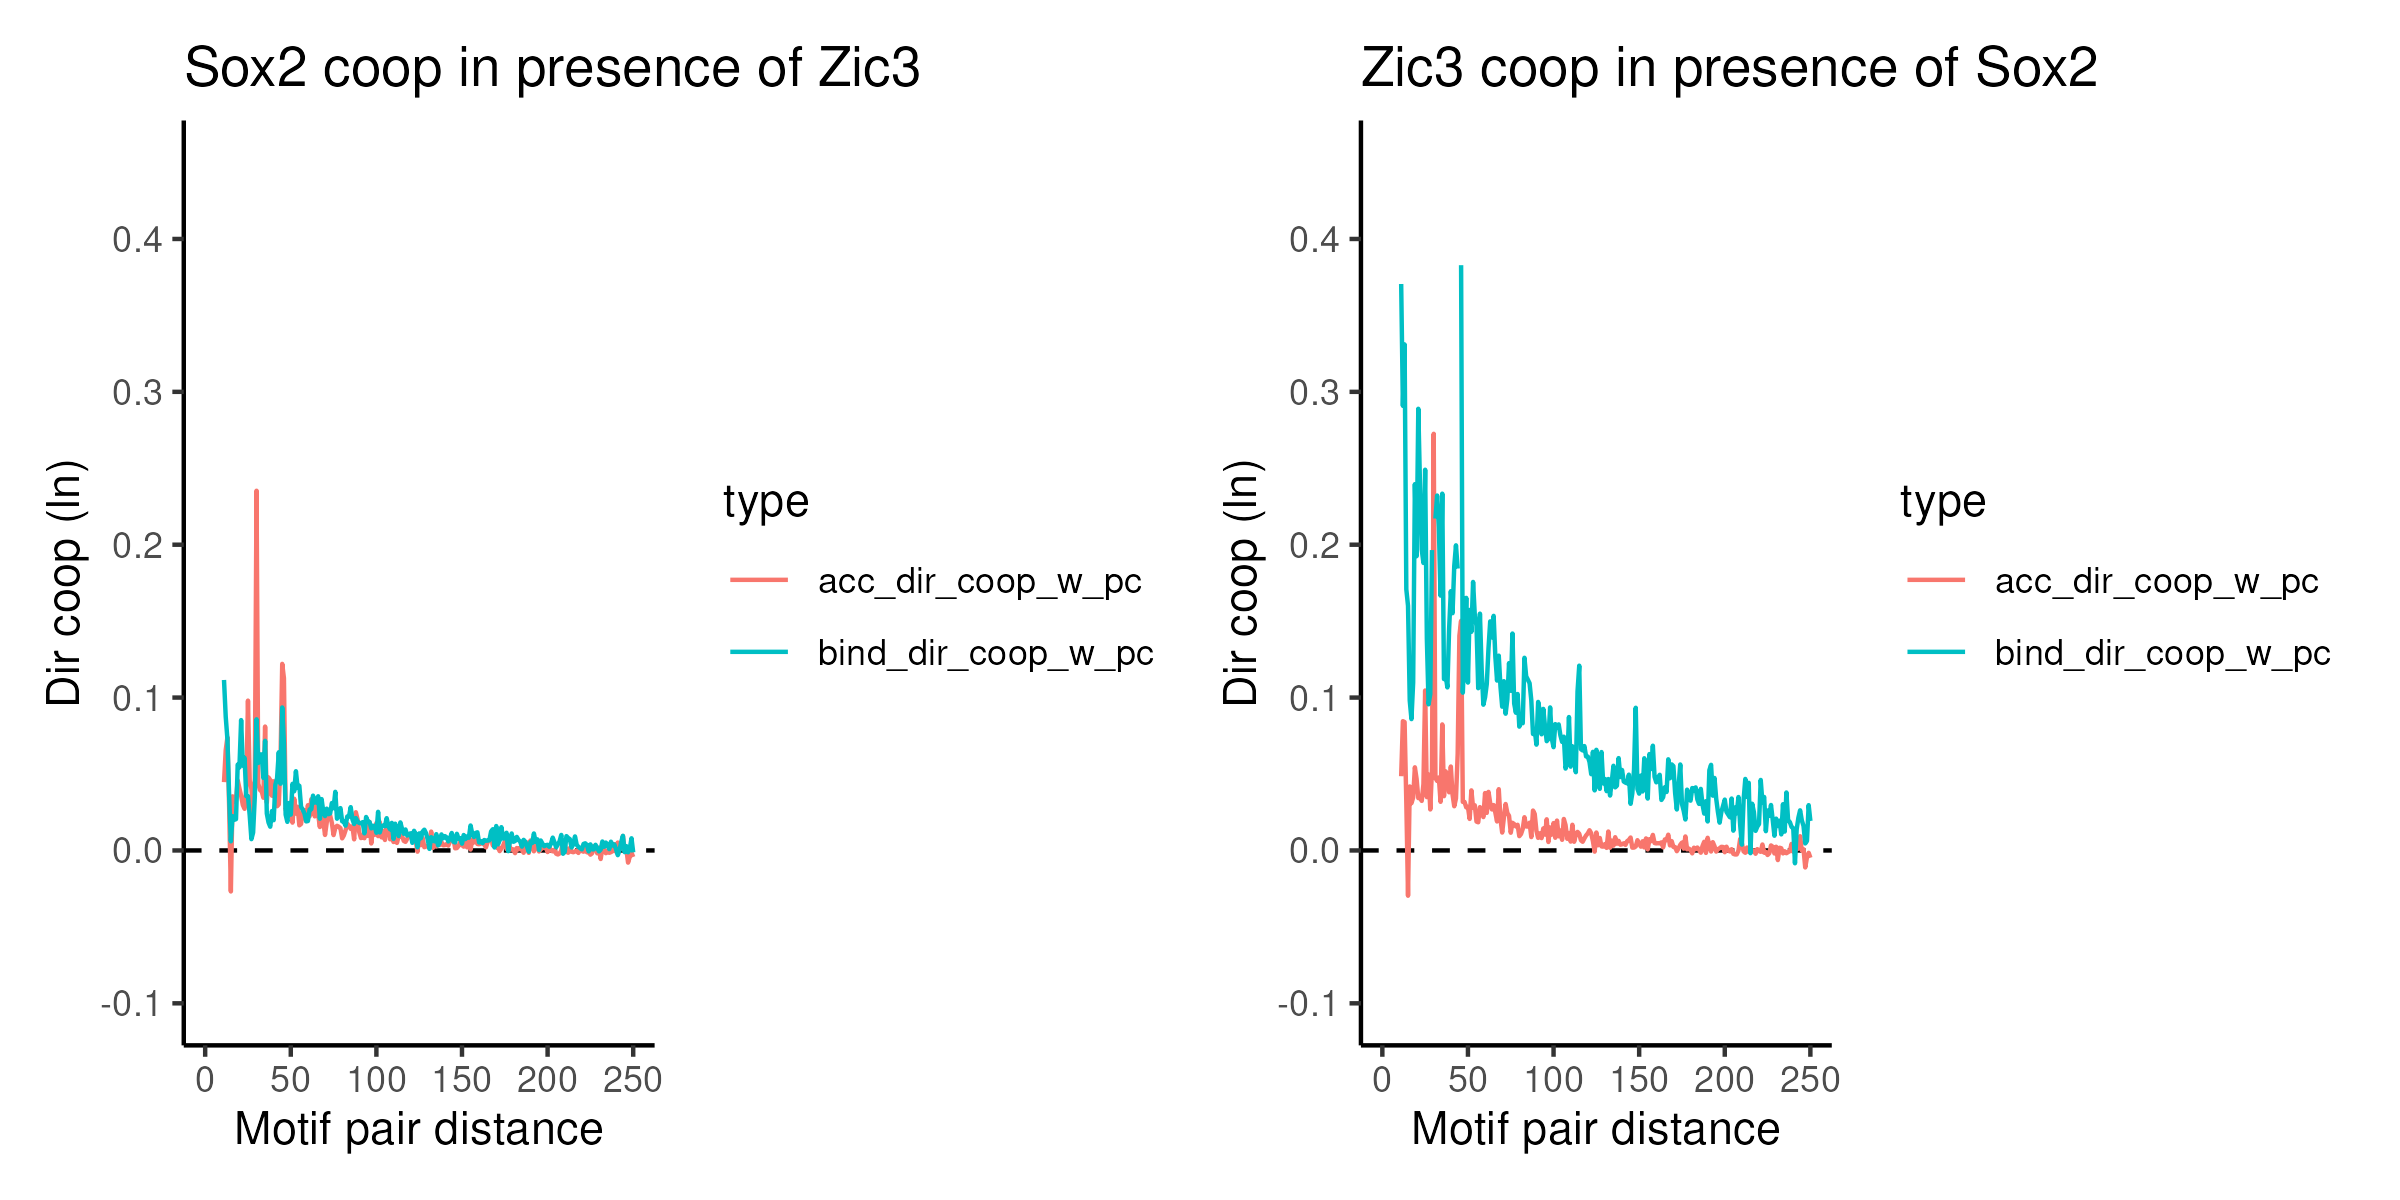 Sox2 coop in presence of Zic3
Dir coop (ln)
0.4
0.3
0.2
0.1
0.0
-0.1
0 50 100 150 200 250
Motif pair distance
type
acc_dir_coop_w_pc
bind_dir_coop_w_pc
Zic3 coop in presence of Sox2
Dir coop (ln)
0.4
0.3
0.2
0.1
0.0
-0.1
0 50 100 150 200 250
Motif pair distance
type
acc_dir_coop_w_pc
bind_dir_coop_w_pc